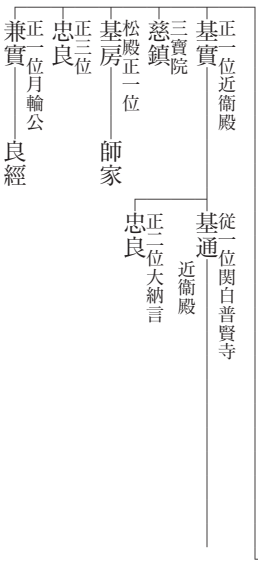 正一位近衞殿
基實
三寶院
慈鎮
松殿正一位
基房
師家
正三位
忠良
正一位月輪公
兼實
良經
従一位関白普賢寺
基通
近衞殿
正二位大納言
忠良